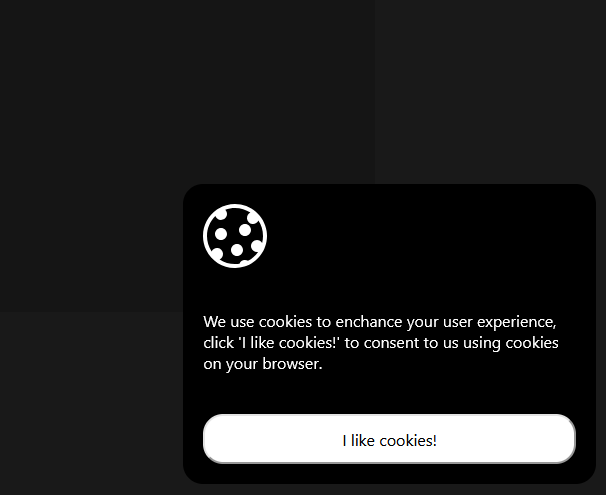 We use cookies to enchance your user experience,
click 'I like cookies!' to consent to us using cookies
on your browser.
I like cookies!